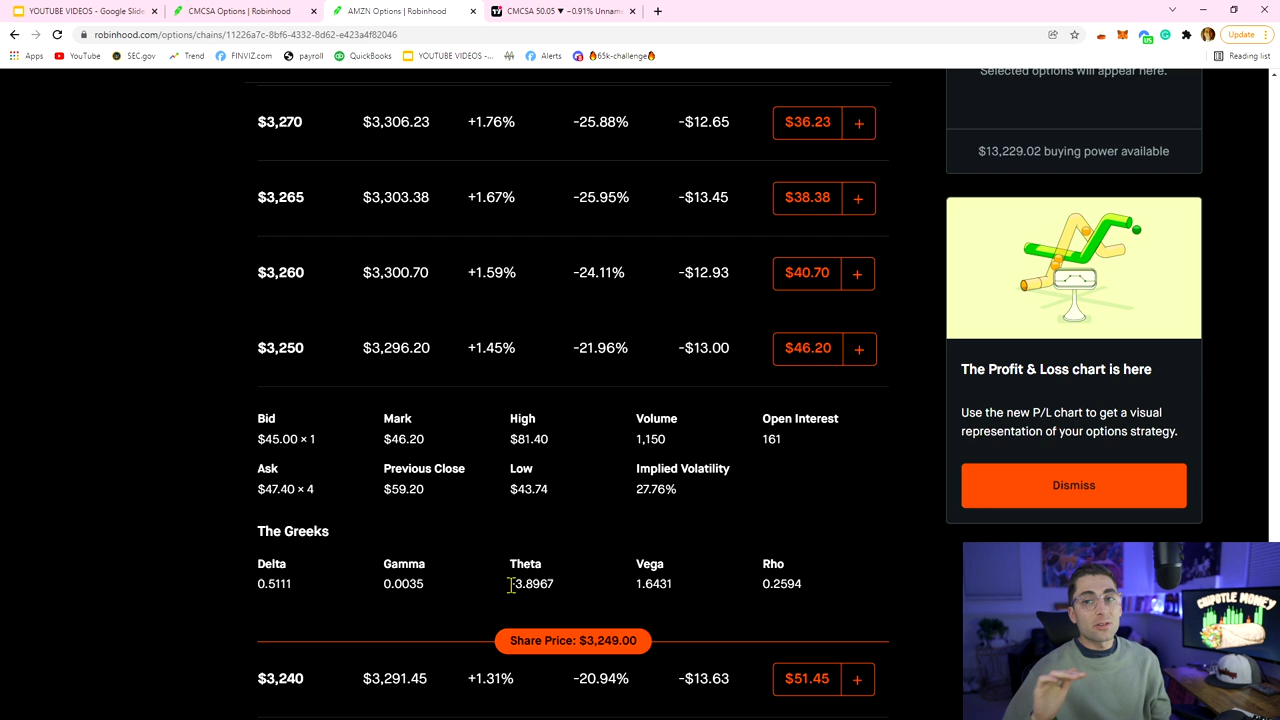 YOUTUBE VIDEOS - Google Slide
CMCSA Options | Robinhood
AMZN Options | Robinhood
CMCSA 50.05 ▼ −0.91% Unnam
robinhood.com/options/chains/11226a7c-8bf6-4332-8d62-e423a4f82046
Update
Apps
YouTube
SEC.gov
Trend
FINVIZ.com
payroll
QuickBooks
YOUTUBE VIDEOS -...
Alerts
65k-challenge
Reading list
Selected options will appear here.
$13,229.02 buying power available
$3,270 $3,306.23 +1.76% -25.88% -$12.65 $36.23 +
$3,265 $3,303.38 +1.67% -25.95% -$13.45 $38.38 +
$3,260 $3,300.70 +1.59% -24.11% -$12.93 $40.70 +
$3,250 $3,296.20 +1.45% -21.96% -$13.00 $46.20 +
Bid Mark High Volume Open Interest
$45.00 × 1 $46.20 $81.40 1,150 161
Ask Previous Close Low Implied Volatility
$47.40 × 4 $59.20 $43.74 27.76%
The Greeks
Delta Gamma Theta Vega Rho
0.5111 0.0035 -3.8967 1.6431 0.2594
Share Price: $3,249.00
$3,240 $3,291.45 +1.31% -20.94% -$13.63 $51.45 +
The Profit & Loss chart is here
Use the new P/L chart to get a visual
representation of your options strategy.
Dismiss
CHIPOTLE MONEY